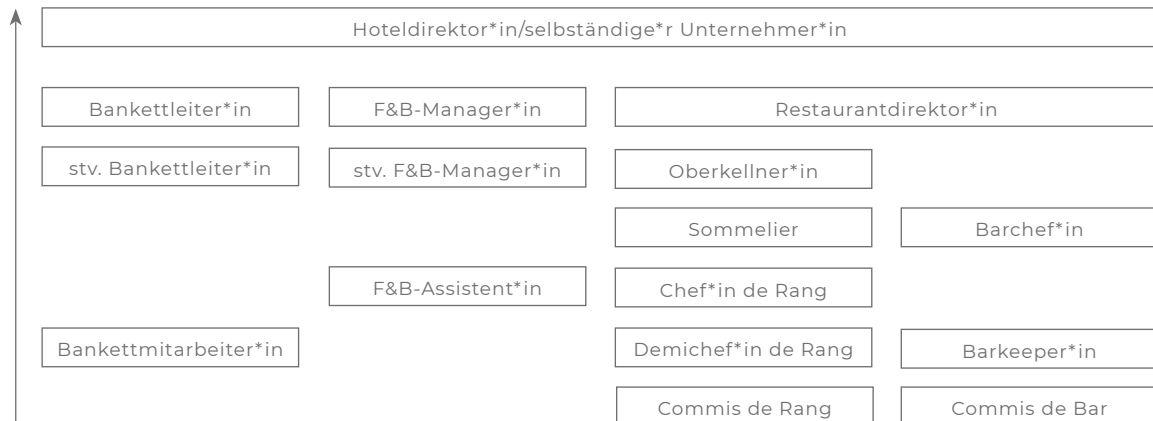 Hoteldirektor*in/selbständige*r Unternehmer*in
Bankettleiter*in
F&B-Manager*in
Restaurantdirektor*in
stv. Bankettleiter*in
stv. F&B-Manager*in
Oberkellner*in
Sommelier
Barchef*in
F&B-Assistent*in
Chef*in de Rang
Bankettmitarbeiter*in
Demichef*in de Rang
Barkeeper*in
Commis de Rang
Commis de Bar